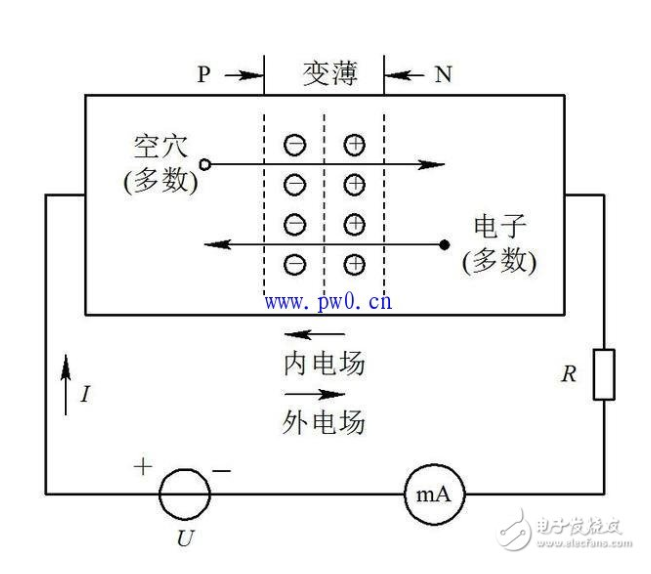 P 变薄 N
空穴
(多数)
电子
(多数)
www.pw0.cn
内电场
外电场
I
R
+ −
U
mA
电子发烧友
www.elecfans.com